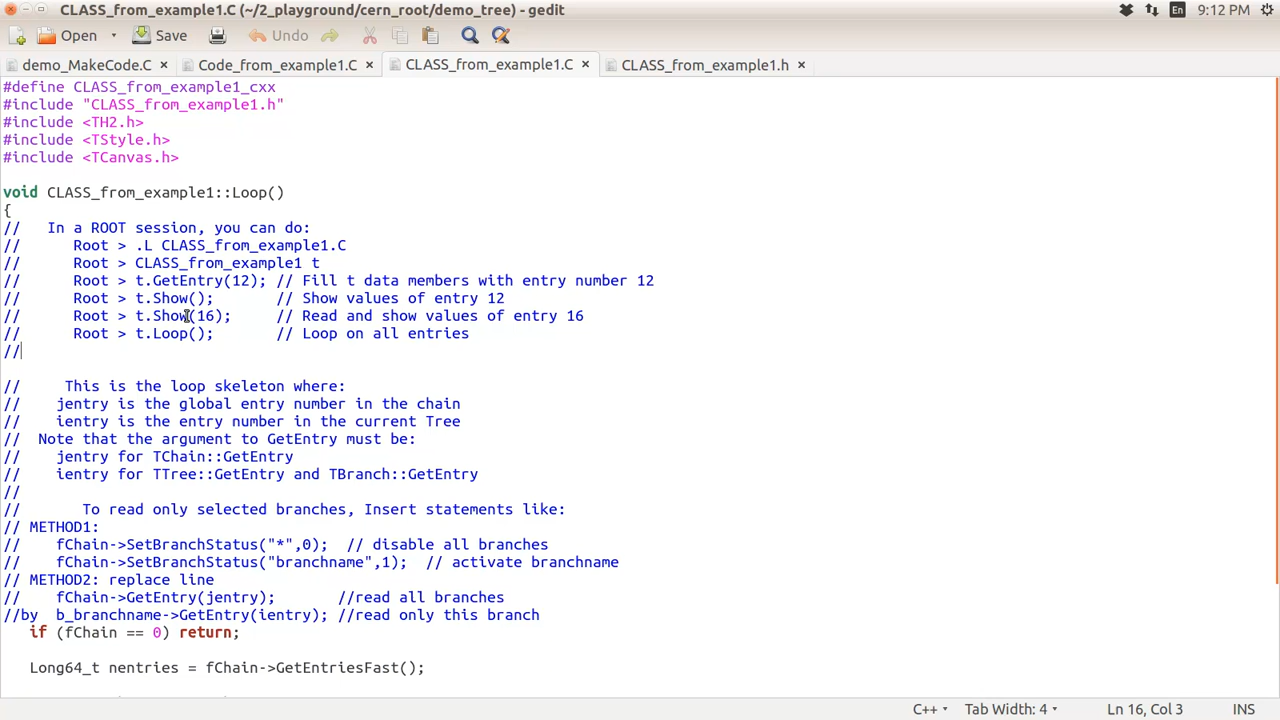 CLASS_from_example1.C (~/2_playground/cern_root/demo_tree) - gedit
En
9:12 PM
Open
Save
Undo
demo_MakeCode.C ×
Code_from_example1.C ×
CLASS_from_example1.C ×
CLASS_from_example1.h ×
#define CLASS_from_example1_cxx
#include "CLASS_from_example1.h"
#include <TH2.h>
#include <TStyle.h>
#include <TCanvas.h>
void CLASS_from_example1::Loop()
{
//   In a ROOT session, you can do:
//      Root > .L CLASS_from_example1.C
//      Root > CLASS_from_example1 t
//      Root > t.GetEntry(12); // Fill t data members with entry number 12
//      Root > t.Show();       // Show values of entry 12
//      Root > t.Show(16);     // Read and show values of entry 16
//      Root > t.Loop();       // Loop on all entries
//
//     This is the loop skeleton where:
//    jentry is the global entry number in the chain
//    ientry is the entry number in the current Tree
//  Note that the argument to GetEntry must be:
//    jentry for TChain::GetEntry
//    ientry for TTree::GetEntry and TBranch::GetEntry
//
//       To read only selected branches, Insert statements like:
// METHOD1:
//    fChain->SetBranchStatus("*",0);  // disable all branches
//    fChain->SetBranchStatus("branchname",1);  // activate branchname
// METHOD2: replace line
//    fChain->GetEntry(jentry);       //read all branches
//by  b_branchname->GetEntry(ientry); //read only this branch
   if (fChain == 0) return;
   Long64_t nentries = fChain->GetEntriesFast();
C++
Tab Width: 4
Ln 16, Col 3
INS